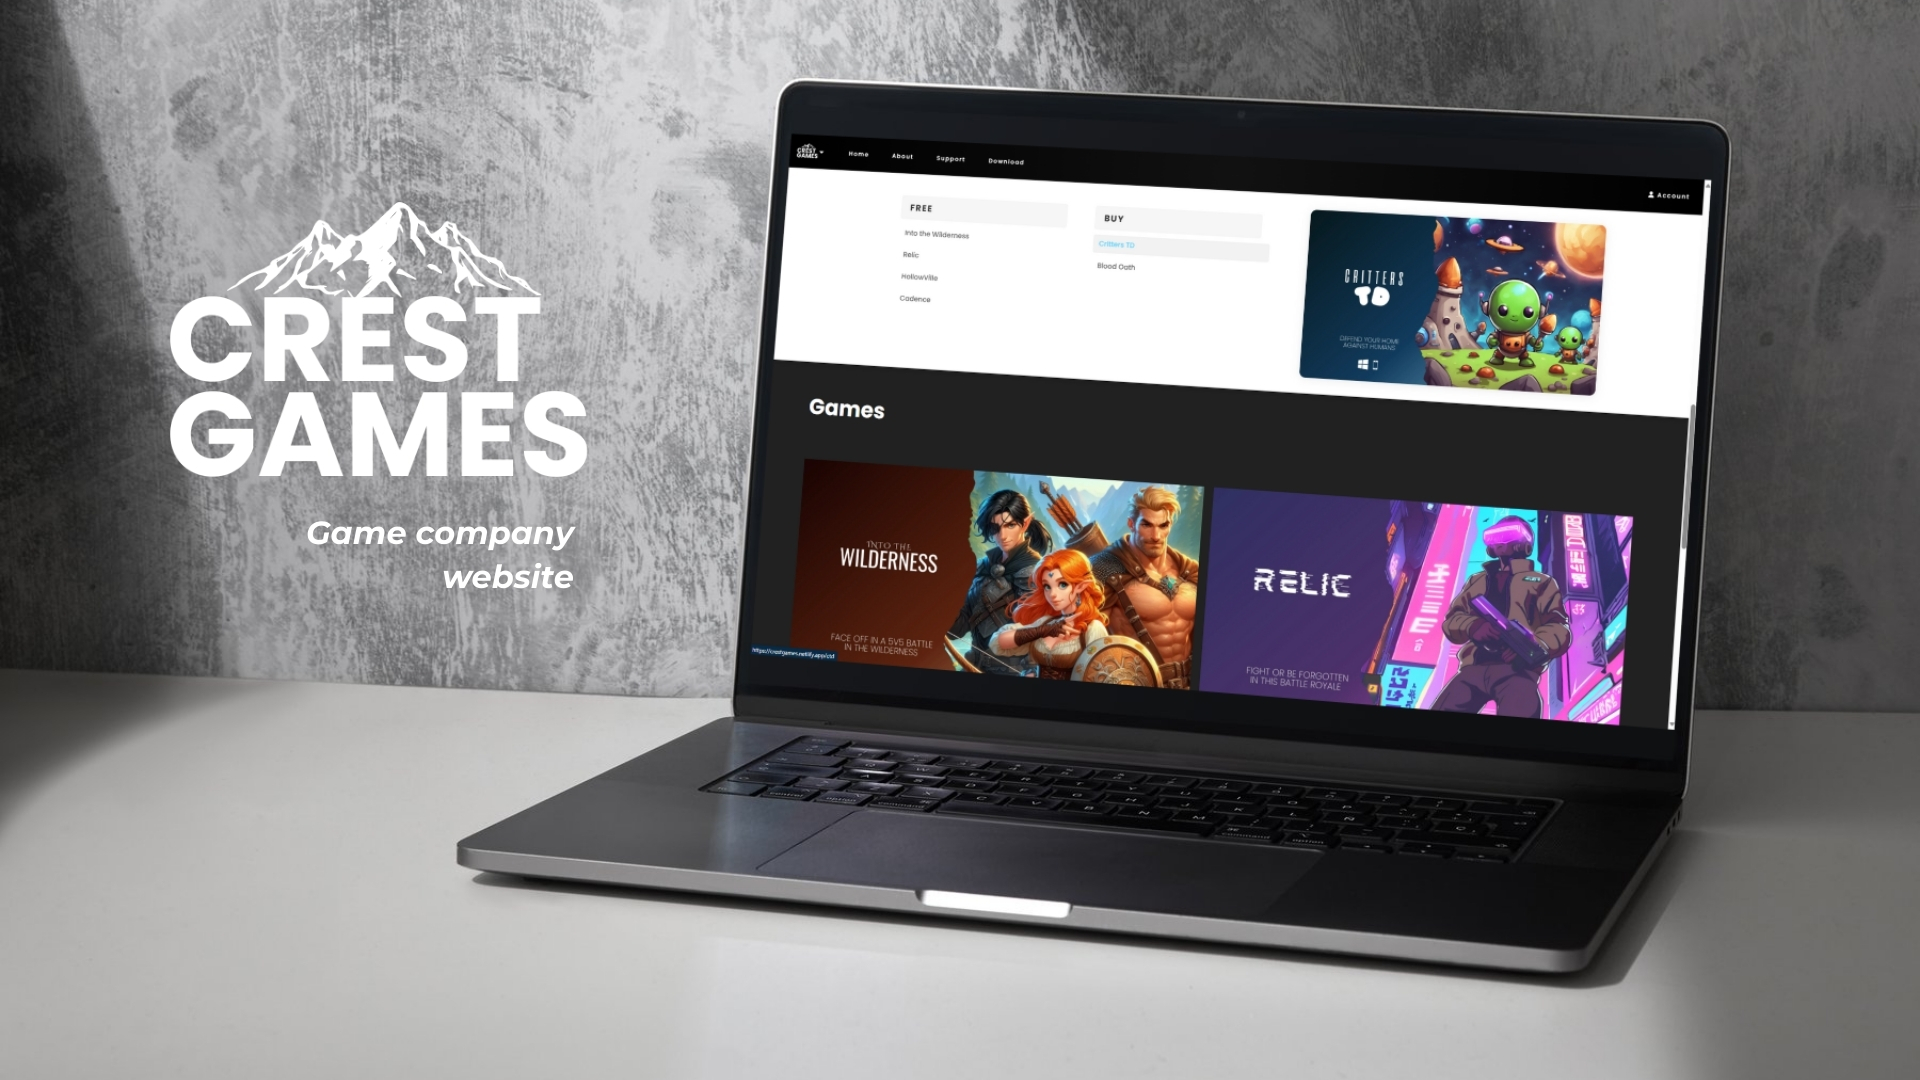 CREST
GAMES
Game company
website
CREST
GAMES
Home
About
Support
Download
Account
FREE
Into the Wilderness
Relic
HollowVille
Cadence
BUY
Critters TD
Blood Oath
CRITTERS
TD
DEFEND YOUR HOME
AGAINST HUMANS
Games
INTO THE
WILDERNESS
FACE OFF IN A 5V5 BATTLE
IN THE WILDERNESS
RELIC
FIGHT OR BE FORGOTTEN
IN THIS BATTLE ROYALE
https://crestgames.netlify.app/ctd